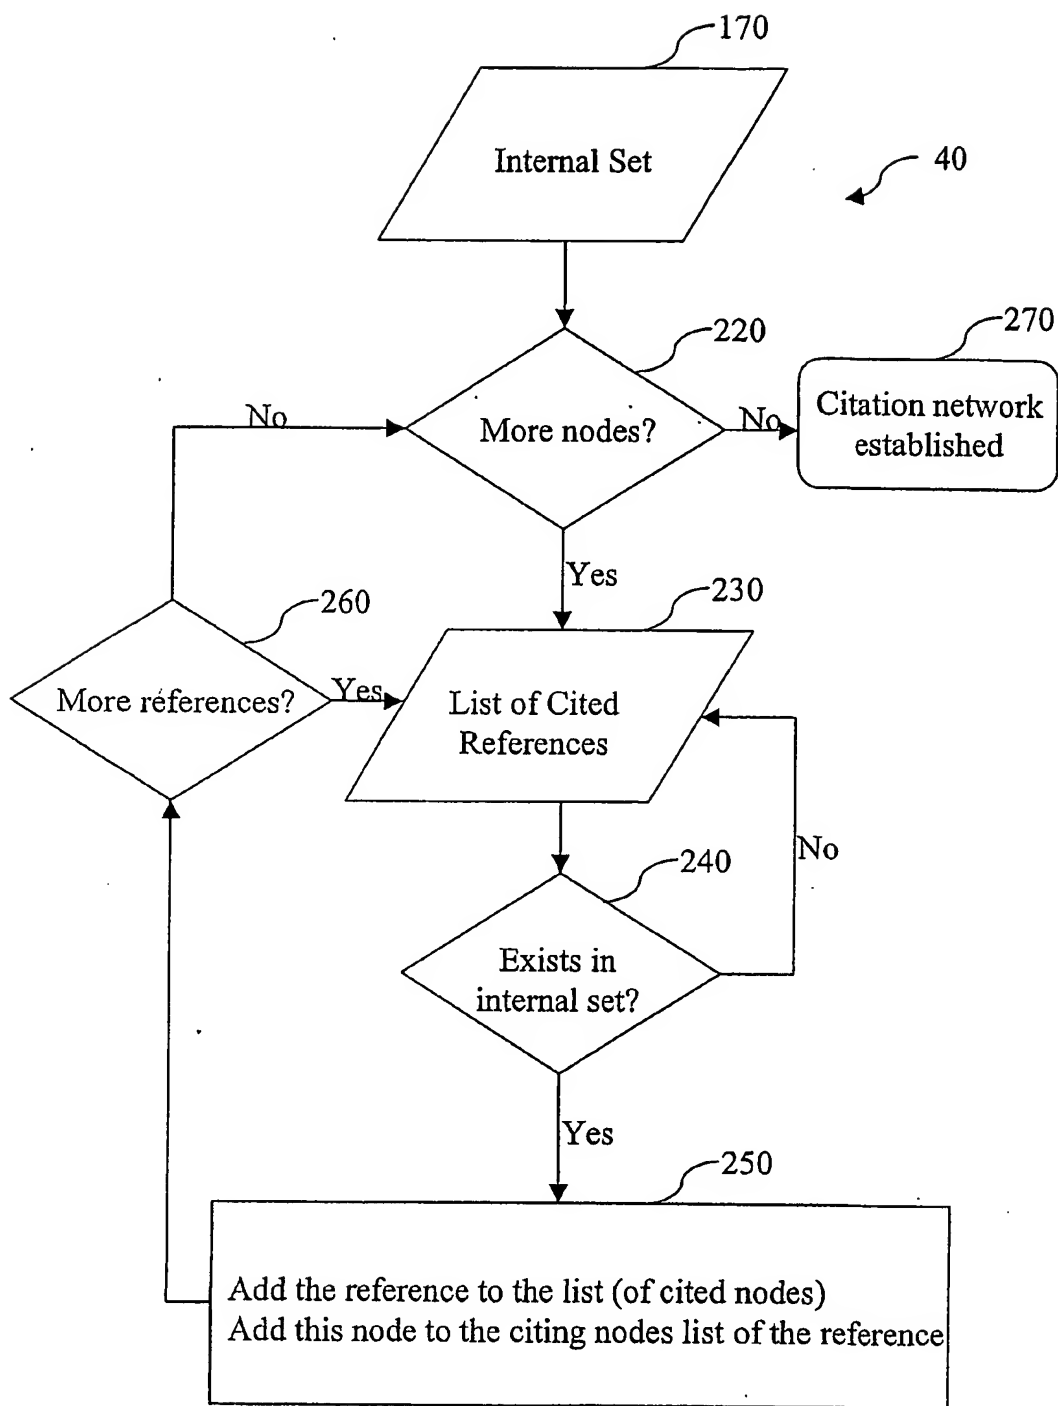 170
Internal Set
40
220
270
More nodes?
No
No
Citation network
established
Yes
260
230
More references?
Yes
List of Cited
References
240
No
Exists in
internal set?
Yes
250
Add the reference to the list (of cited nodes)
Add this node to the citing nodes list of the reference